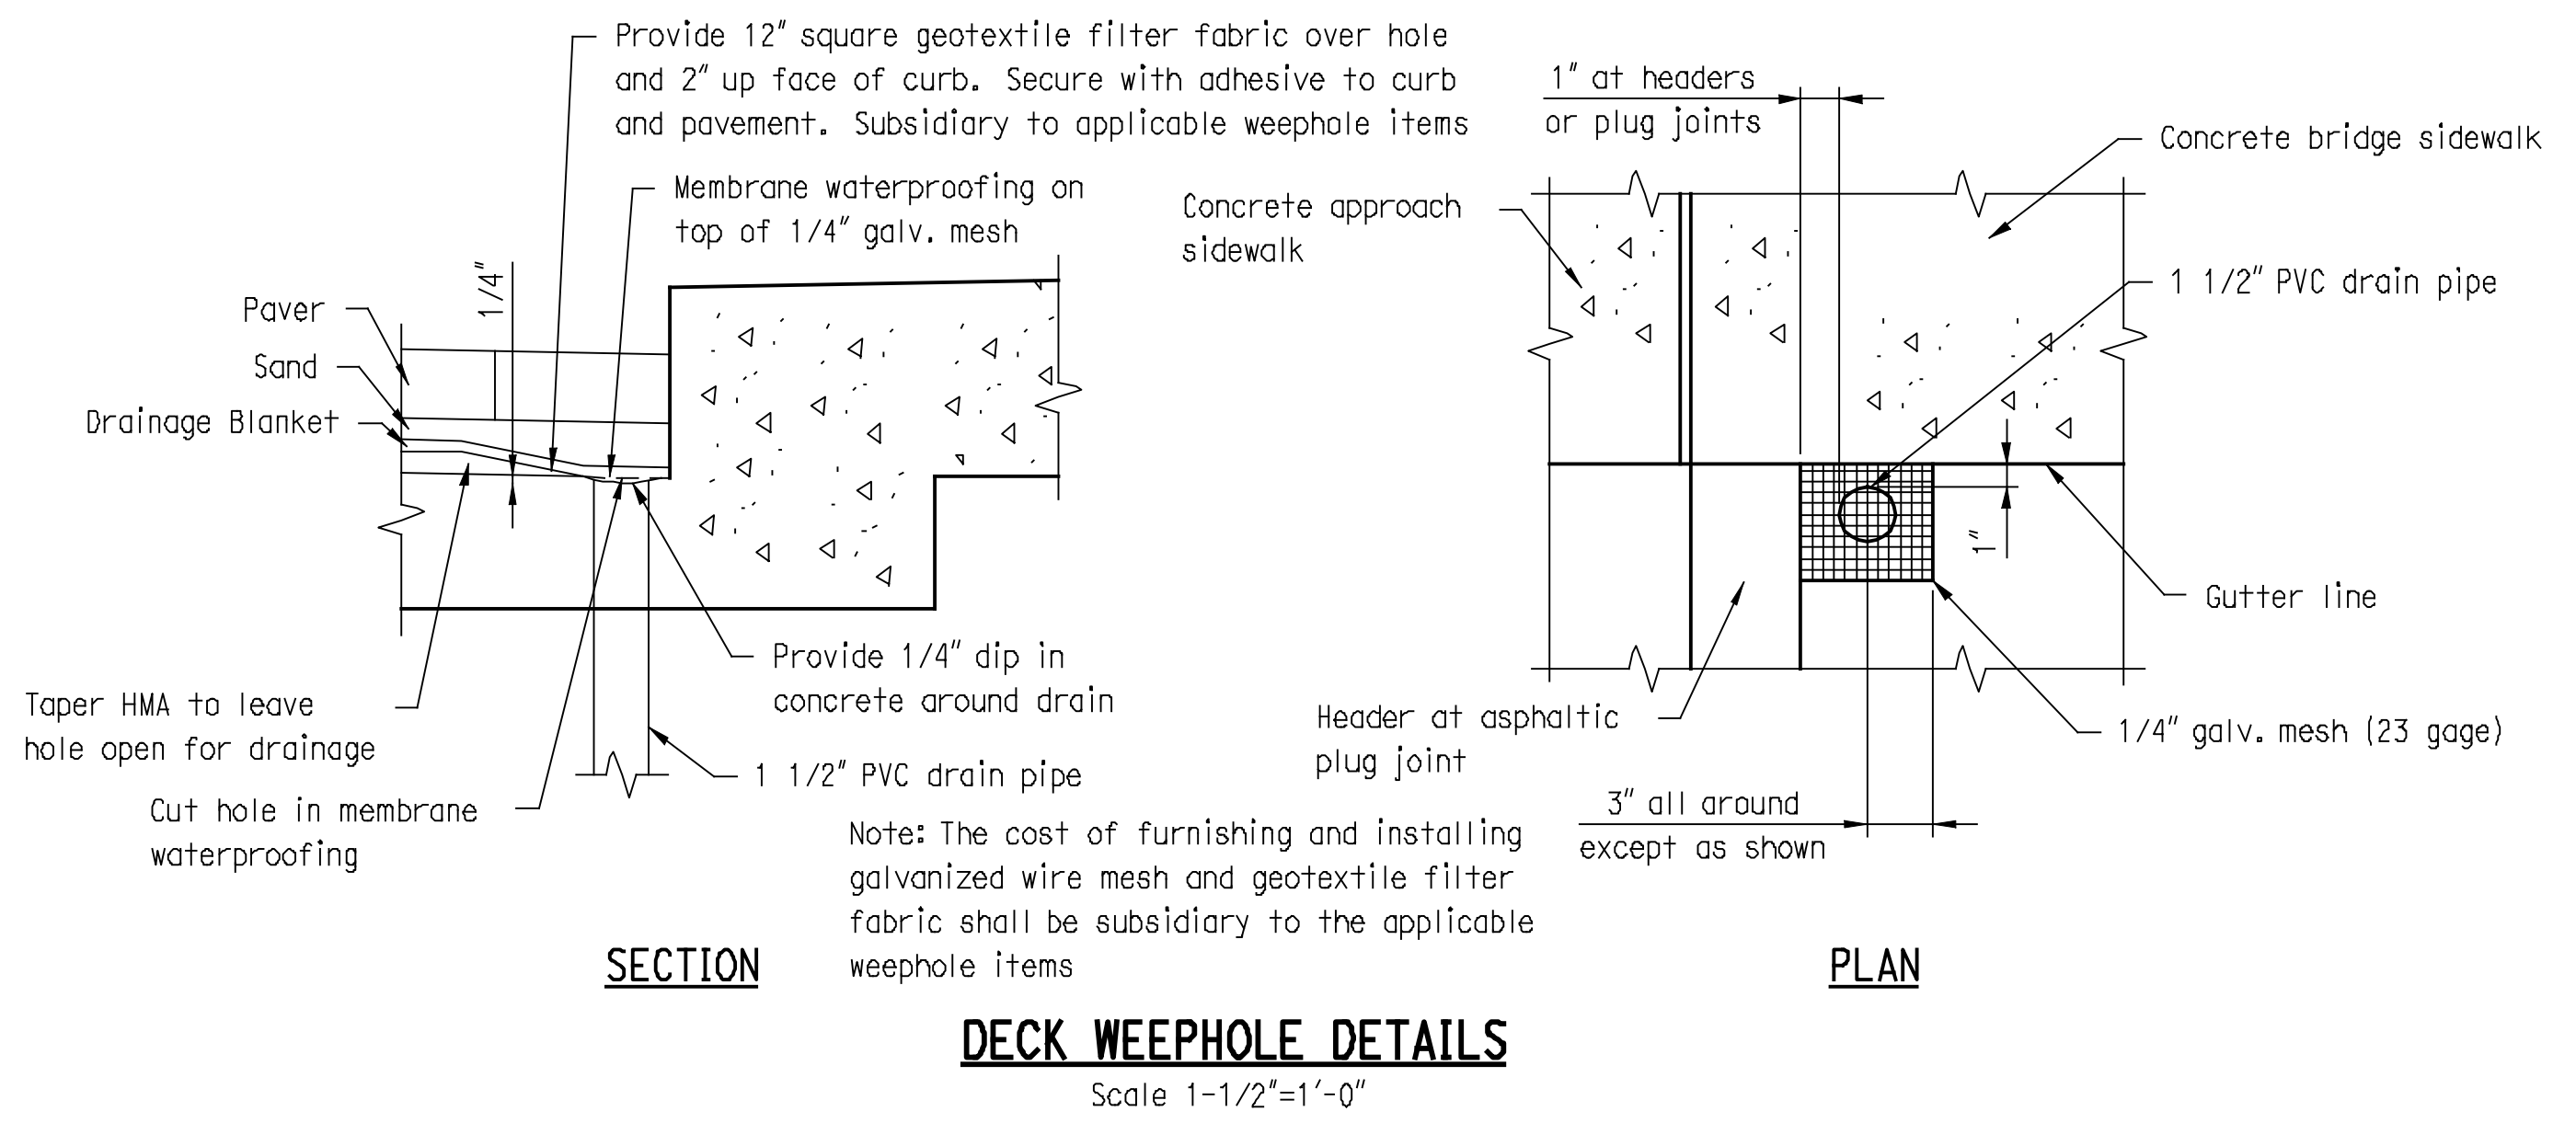 Provide 12" square geotextile filter fabric over hole
and 2" up face of curb. Secure with adhesive to curb
and pavement. Subsidiary to applicable weephole items
Membrane waterproofing on
top of 1/4" galv. mesh
1/4"
Paver
Sand
Drainage Blanket
Taper HMA to leave
hole open for drainage
Cut hole in membrane
waterproofing
Provide 1/4" dip in
concrete around drain
1 1/2" PVC drain pipe
Note: The cost of furnishing and installing
galvanized wire mesh and geotextile filter
fabric shall be subsidiary to the applicable
weephole items
SECTION
1" at headers
or plug joints
Concrete approach
sidewalk
Concrete bridge sidewalk
1 1/2" PVC drain pipe
1"
Gutter line
Header at asphaltic
plug joint
1/4" galv. mesh (23 gage)
3" all around
except as shown
PLAN
DECK WEEPHOLE DETAILS
Scale 1-1/2"=1'-0"